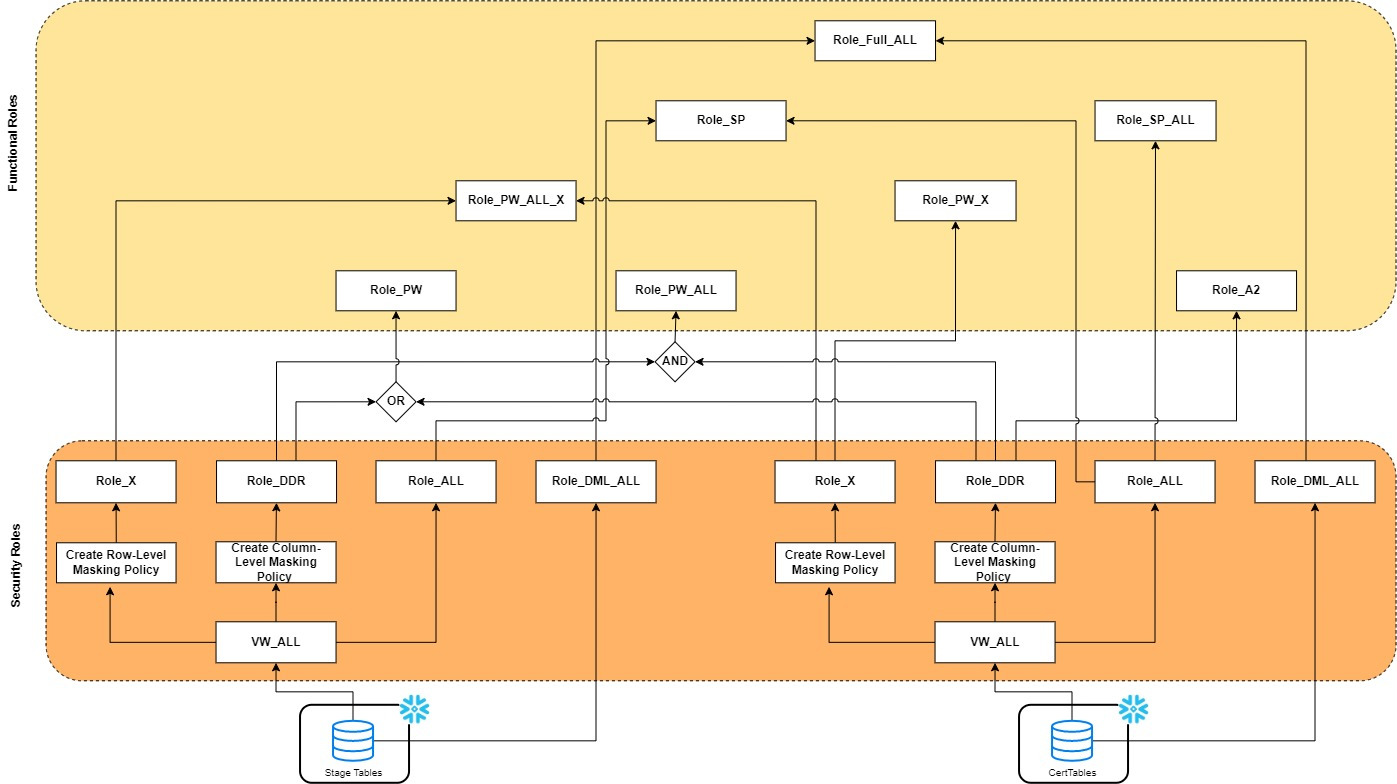 Functional Roles
Role_Full_ALL
Role_SP
Role_SP_ALL
Role_PW_ALL_X
Role_PW_X
Role_PW
Role_PW_ALL
Role_A2
AND
OR
Security Roles
Role_X
Role_DDR
Role_ALL
Role_DML_ALL
Role_X
Role_DDR
Role_ALL
Role_DML_ALL
Create Row-Level
Masking Policy
Create Column-
Level Masking
Policy
Create Row-Level
Masking Policy
Create Column-
Level Masking
Policy
VW_ALL
VW_ALL
Stage Tables
CertTables